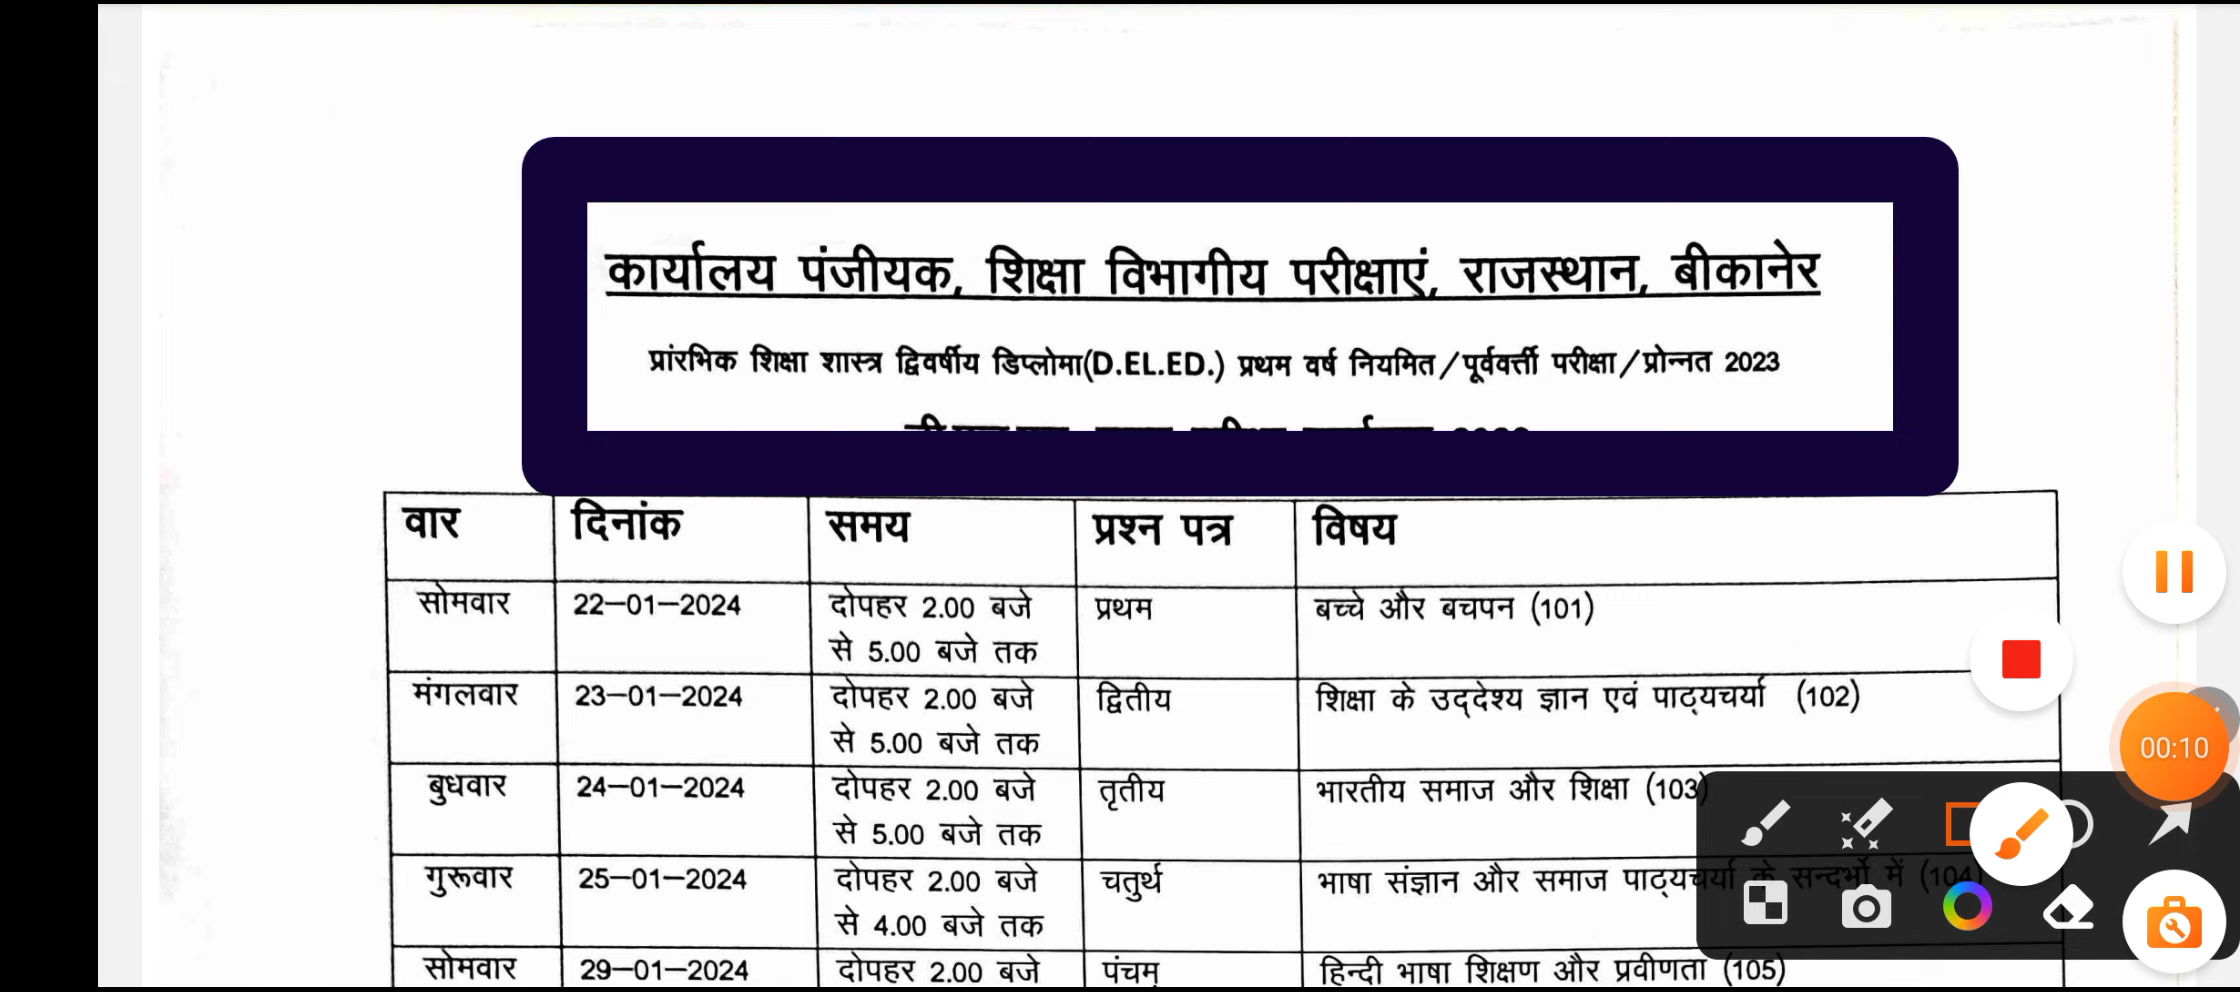 कार्यालय पंजीयक, शिक्षा विभागीय परीक्षाएं, राजस्थान, बीकानेर
प्रांरभिक शिक्षा शास्त्र द्विवर्षीय डिप्लोमा(D.EL.ED.) प्रथम वर्ष नियमित/पूर्ववर्त्ती परीक्षा/प्रोन्नत 2023
वार दिनांक समय प्रश्न पत्र विषय
सोमवार 22-01-2024 दोपहर 2.00 बजे प्रथम बच्चे और बचपन (101)
से 5.00 बजे तक
मंगलवार 23-01-2024 दोपहर 2.00 बजे द्वितीय शिक्षा के उद्देश्य ज्ञान एवं पाठ्यचर्या (102)
से 5.00 बजे तक
00:10
बुधवार 24-01-2024 दोपहर 2.00 बजे तृतीय भारतीय समाज और शिक्षा (103)
से 5.00 बजे तक
गुरूवार 25-01-2024 दोपहर 2.00 बजे चतुर्थ भाषा संज्ञान और समाज पाठ्यचर्या के सन्दर्भो में (104)
से 4.00 बजे तक
सोमवार 29-01-2024 दोपहर 2.00 बजे पंचम् हिन्दी भाषा शिक्षण और प्रवीणता (105)